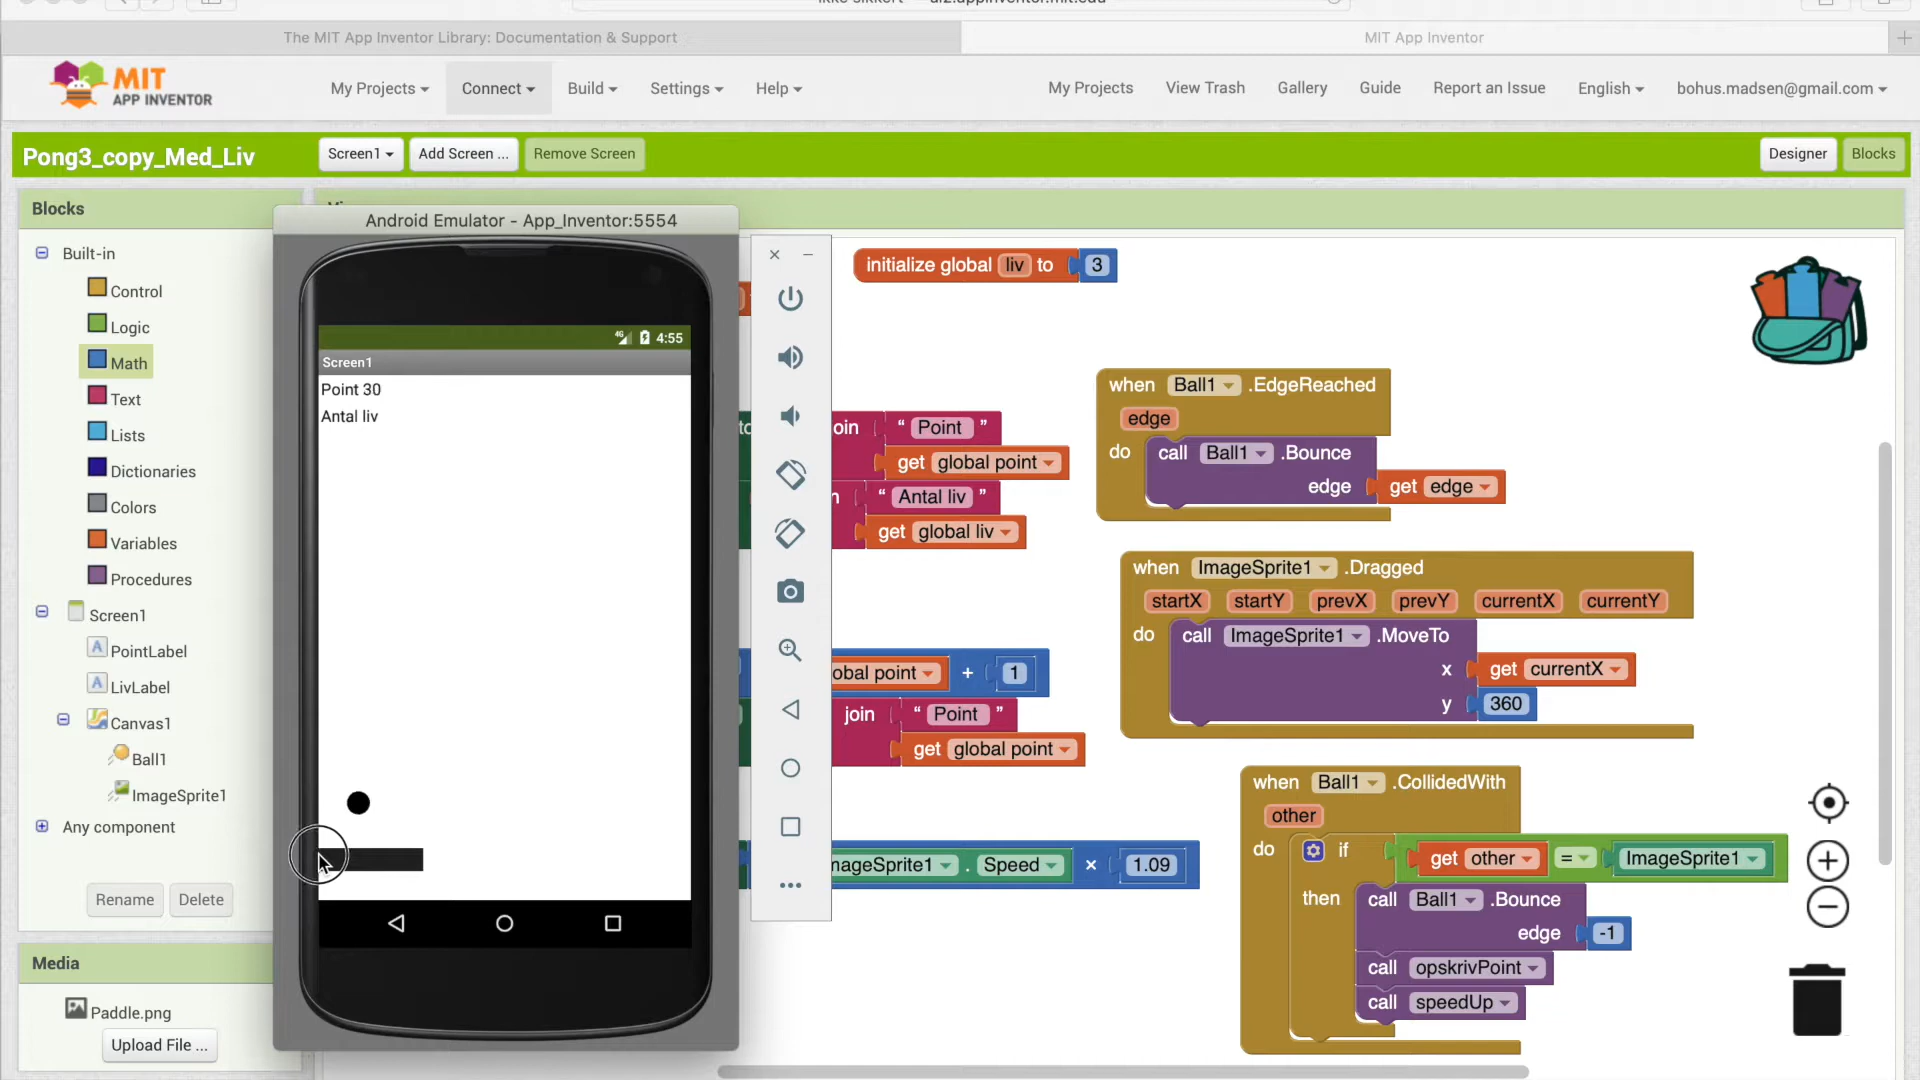 The MIT App Inventor Library: Documentation & Support
MIT App Inventor
MIT
APP INVENTOR
My Projects
Connect
Build
Settings
Help
My Projects
View Trash
Gallery
Guide
Report an Issue
English
bohus.madsen@gmail.com
Pong3_copy_Med_Liv
Screen1
Add Screen ...
Remove Screen
Designer
Blocks
Blocks
Built-in
Control
Logic
Math
Text
Lists
Dictionaries
Colors
Variables
Procedures
Screen1
PointLabel
LivLabel
Canvas1
Ball1
ImageSprite1
Any component
Rename
Delete
Media
Paddle.png
Upload File ...
Android Emulator - App_Inventor:5554
4G 4:55
Screen1
Point 30
Antal liv
initialize global liv to 3
to
oin " Point "
get global point
n " Antal liv "
get global liv
obal point + 1
join " Point "
get global point
mageSprite1 . Speed × 1.09
when Ball1 .EdgeReached
edge
do call Ball1 .Bounce
edge get edge
when ImageSprite1 .Dragged
startX startY prevX prevY currentX currentY
do call ImageSprite1 .MoveTo
x get currentX
y 360
when Ball1 .CollidedWith
other
do if get other = ImageSprite1
then call Ball1 .Bounce
edge -1
call opskrivPoint
call speedUp